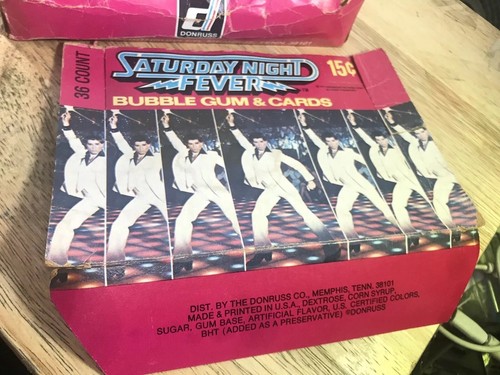 DONRUSS
36 COUNT
SATURDAY NIGHT
FEVER™
15¢
BUBBLE GUM & CARDS
DIST. BY THE DONRUSS CO., MEMPHIS, TENN. 38101
MADE & PRINTED IN U.S.A., DEXTROSE, CORN SYRUP,
SUGAR, GUM BASE, ARTIFICIAL FLAVOR, U.S. CERTIFIED COLORS,
BHT (ADDED AS A PRESERVATIVE) ©DONRUSS